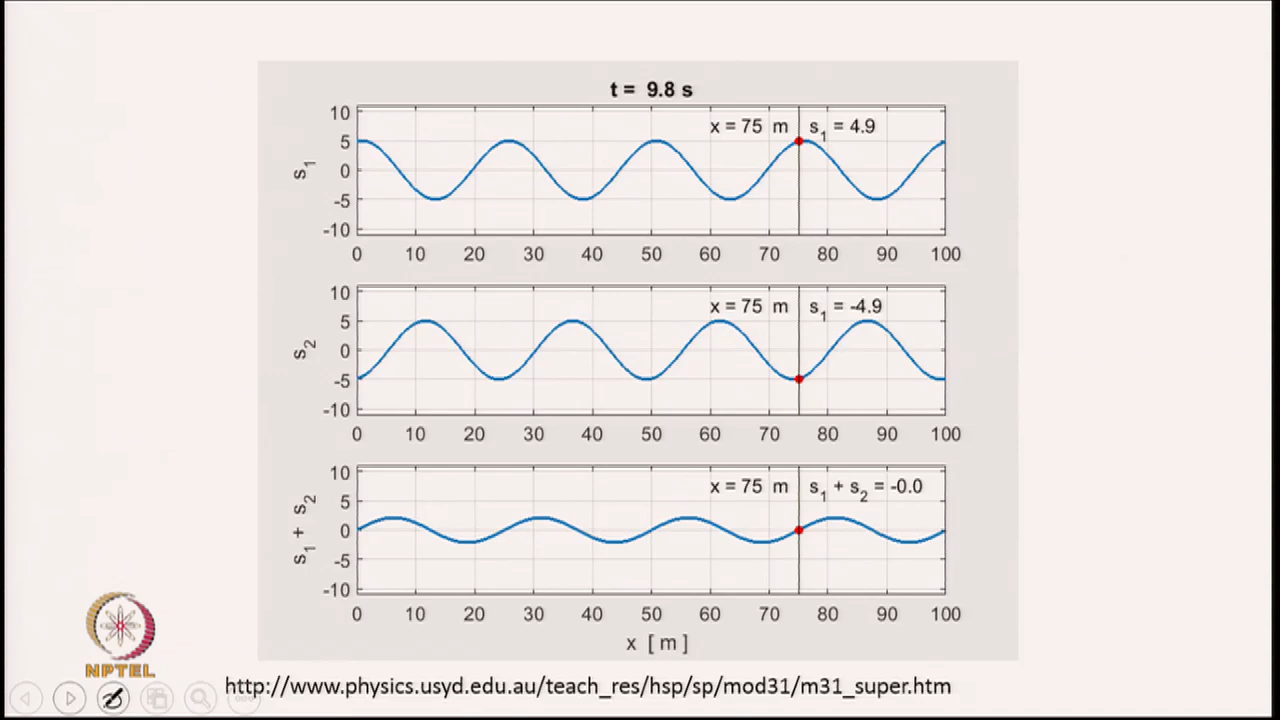 t = 9.8 s
10
5
0
-5
-10
s1
x = 75 m
s1 = 4.9
0 10 20 30 40 50 60 70 80 90 100
10
5
0
-5
-10
s2
x = 75 m
s1 = -4.9
0 10 20 30 40 50 60 70 80 90 100
10
5
0
-5
-10
s1 + s2
x = 75 m
s1 + s2 = -0.0
0 10 20 30 40 50 60 70 80 90 100
x [ m ]
NPTEL
http://www.physics.usyd.edu.au/teach_res/hsp/sp/mod31/m31_super.htm